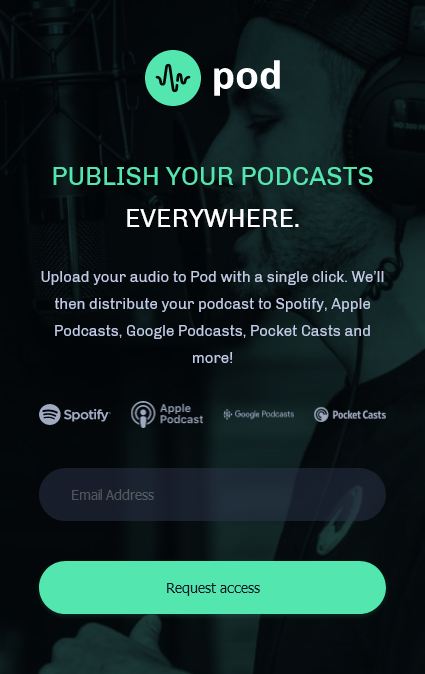 pod
PUBLISH YOUR PODCASTS
EVERYWHERE.
Upload your audio to Pod with a single click. We’ll
then distribute your podcast to Spotify, Apple
Podcasts, Google Podcasts, Pocket Casts and
more!
Spotify
Apple
Podcast
Google Podcasts
Pocket Casts
Email Address
Request access